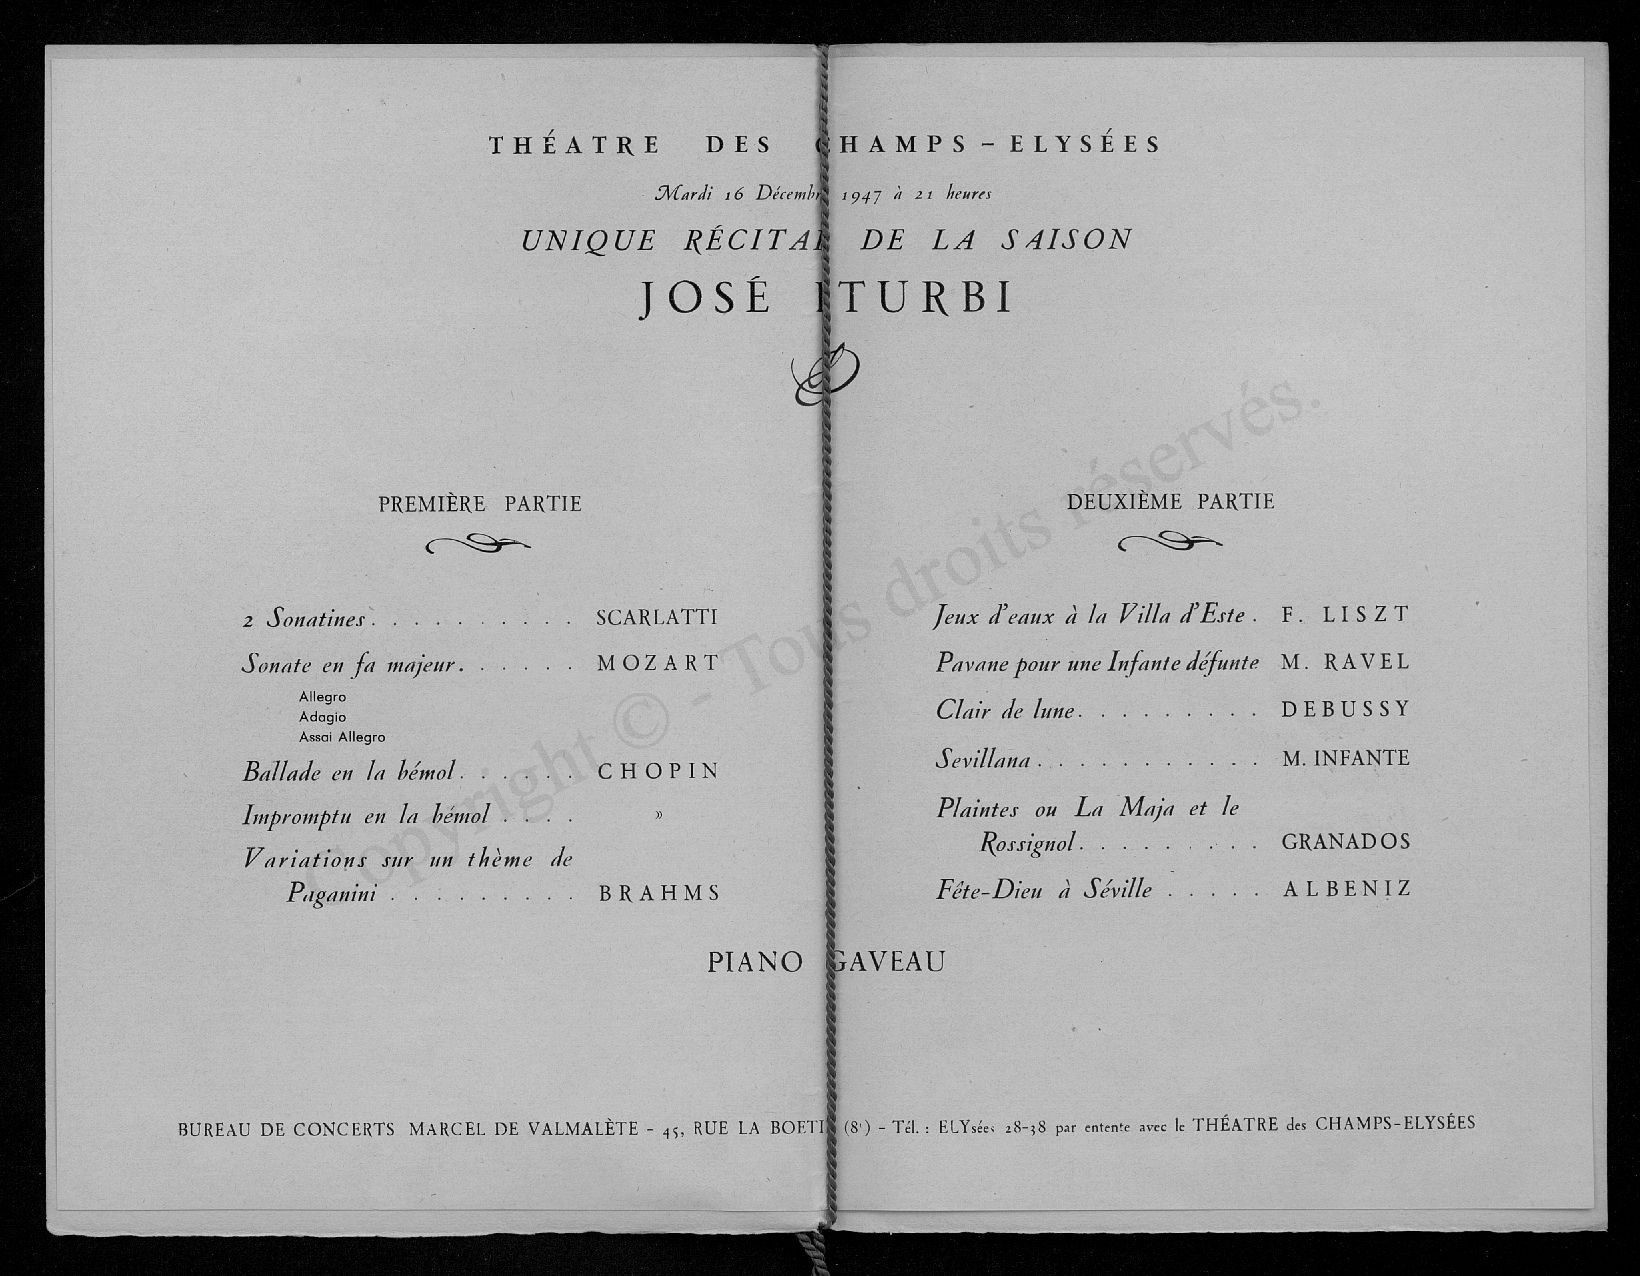 THÉATRE DES CHAMPS-ELYSÉES
Mardi 16 Décembre 1947 à 21 heures
UNIQUE RÉCITAL DE LA SAISON
JOSÉ ITURBI
PREMIÈRE PARTIE
2 Sonatines. . . . . . . . . . SCARLATTI
Sonate en fa majeur. . . . . . MOZART
Allegro
Adagio
Assai Allegro
Ballade en la bémol. . . . . . CHOPIN
Impromptu en la bémol . . . . »
Variations sur un thème de
Paganini . . . . . . . . . BRAHMS
DEUXIÈME PARTIE
Jeux d'eaux à la Villa d'Este . F. LISZT
Pavane pour une Infante défunte M. RAVEL
Clair de lune. . . . . . . . . DEBUSSY
Sevillana . . . . . . . . . . . M. INFANTE
Plaintes ou La Maja et le
Rossignol. . . . . . . . . GRANADOS
Fête-Dieu à Séville . . . . . ALBENIZ
PIANO GAVEAU
BUREAU DE CONCERTS MARCEL DE VALMALÈTE - 45, RUE LA BOETIE (8e) - Tél. : ELYsées 28-38 par entente avec le THÉATRE des CHAMPS-ELYSÉES
Copyright © - Tous droits réservés.